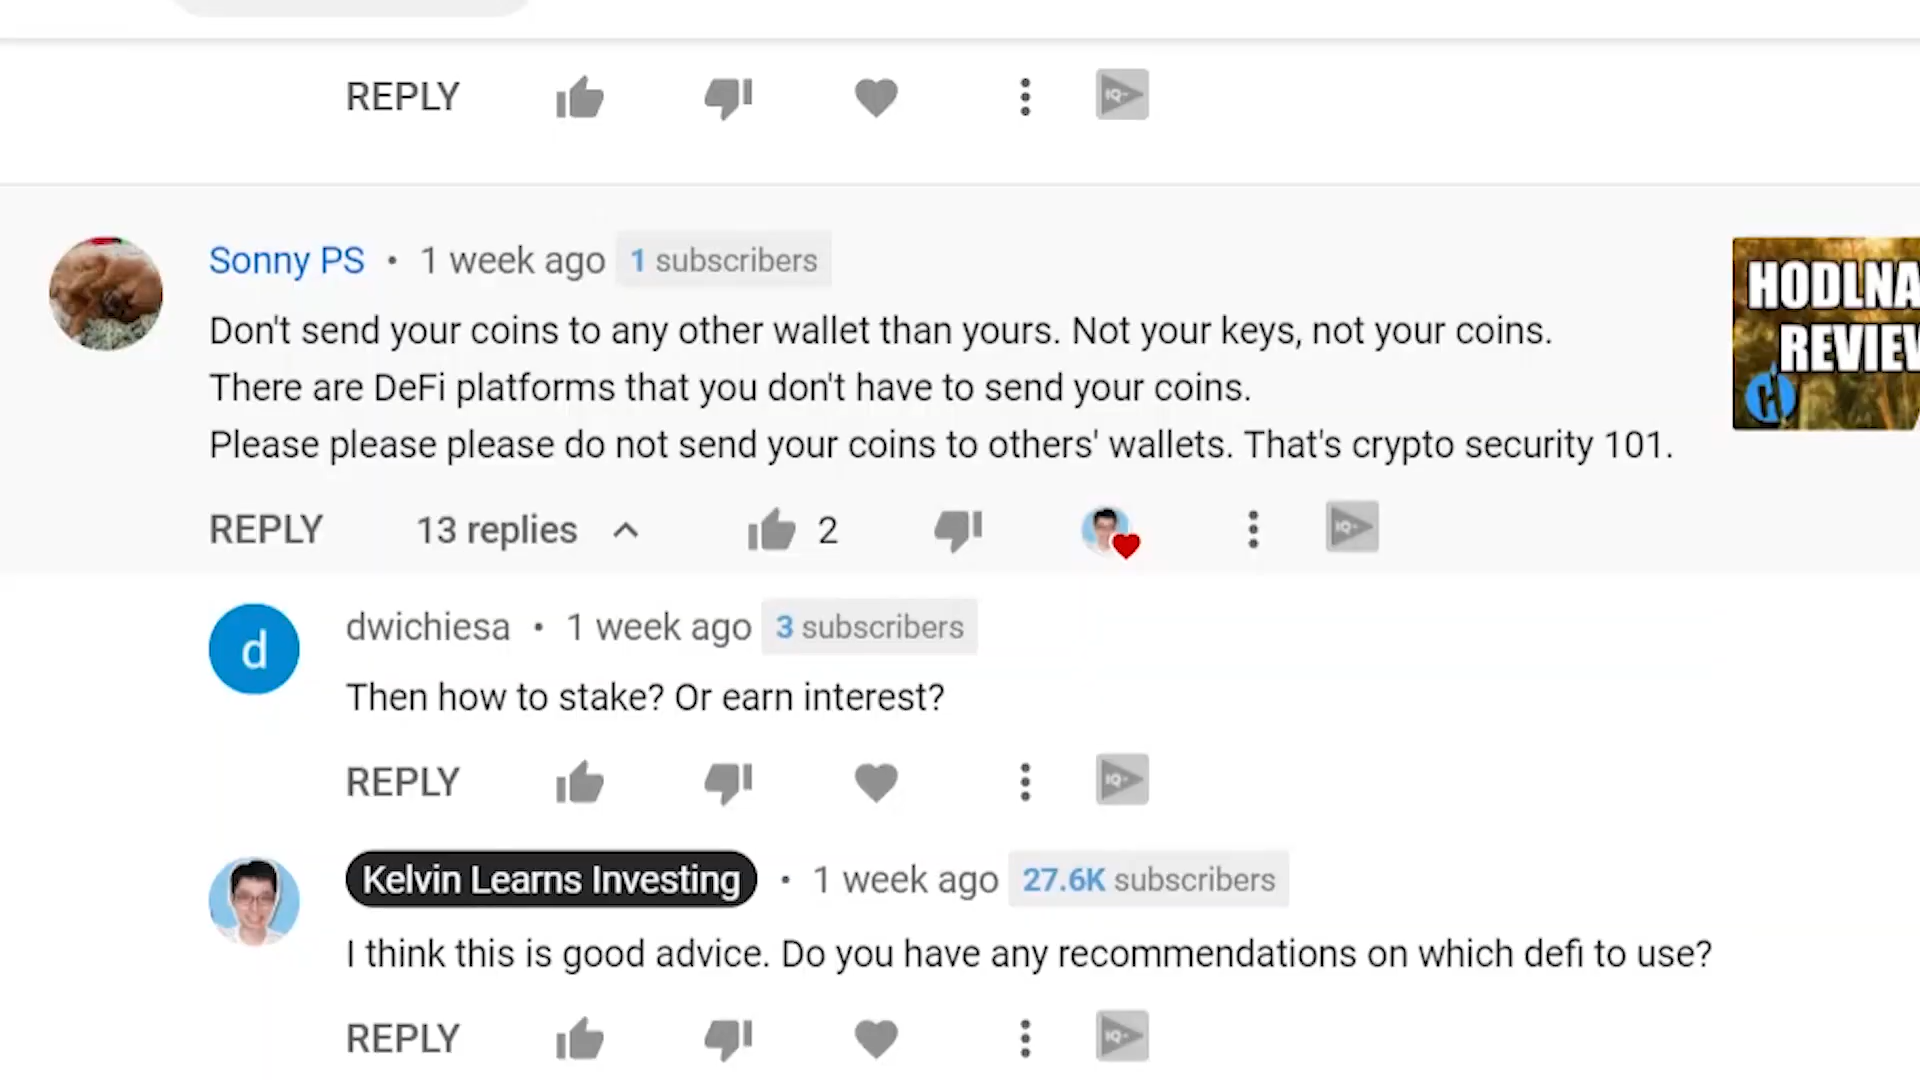 REPLY
Sonny PS • 1 week ago 1 subscribers
Don't send your coins to any other wallet than yours. Not your keys, not your coins.
There are DeFi platforms that you don't have to send your coins.
Please please please do not send your coins to others' wallets. That's crypto security 101.
HODLNA
REVIEW
REPLY 13 replies 2
d
dwichiesa • 1 week ago 3 subscribers
Then how to stake? Or earn interest?
REPLY
Kelvin Learns Investing • 1 week ago 27.6K subscribers
I think this is good advice. Do you have any recommendations on which defi to use?
REPLY